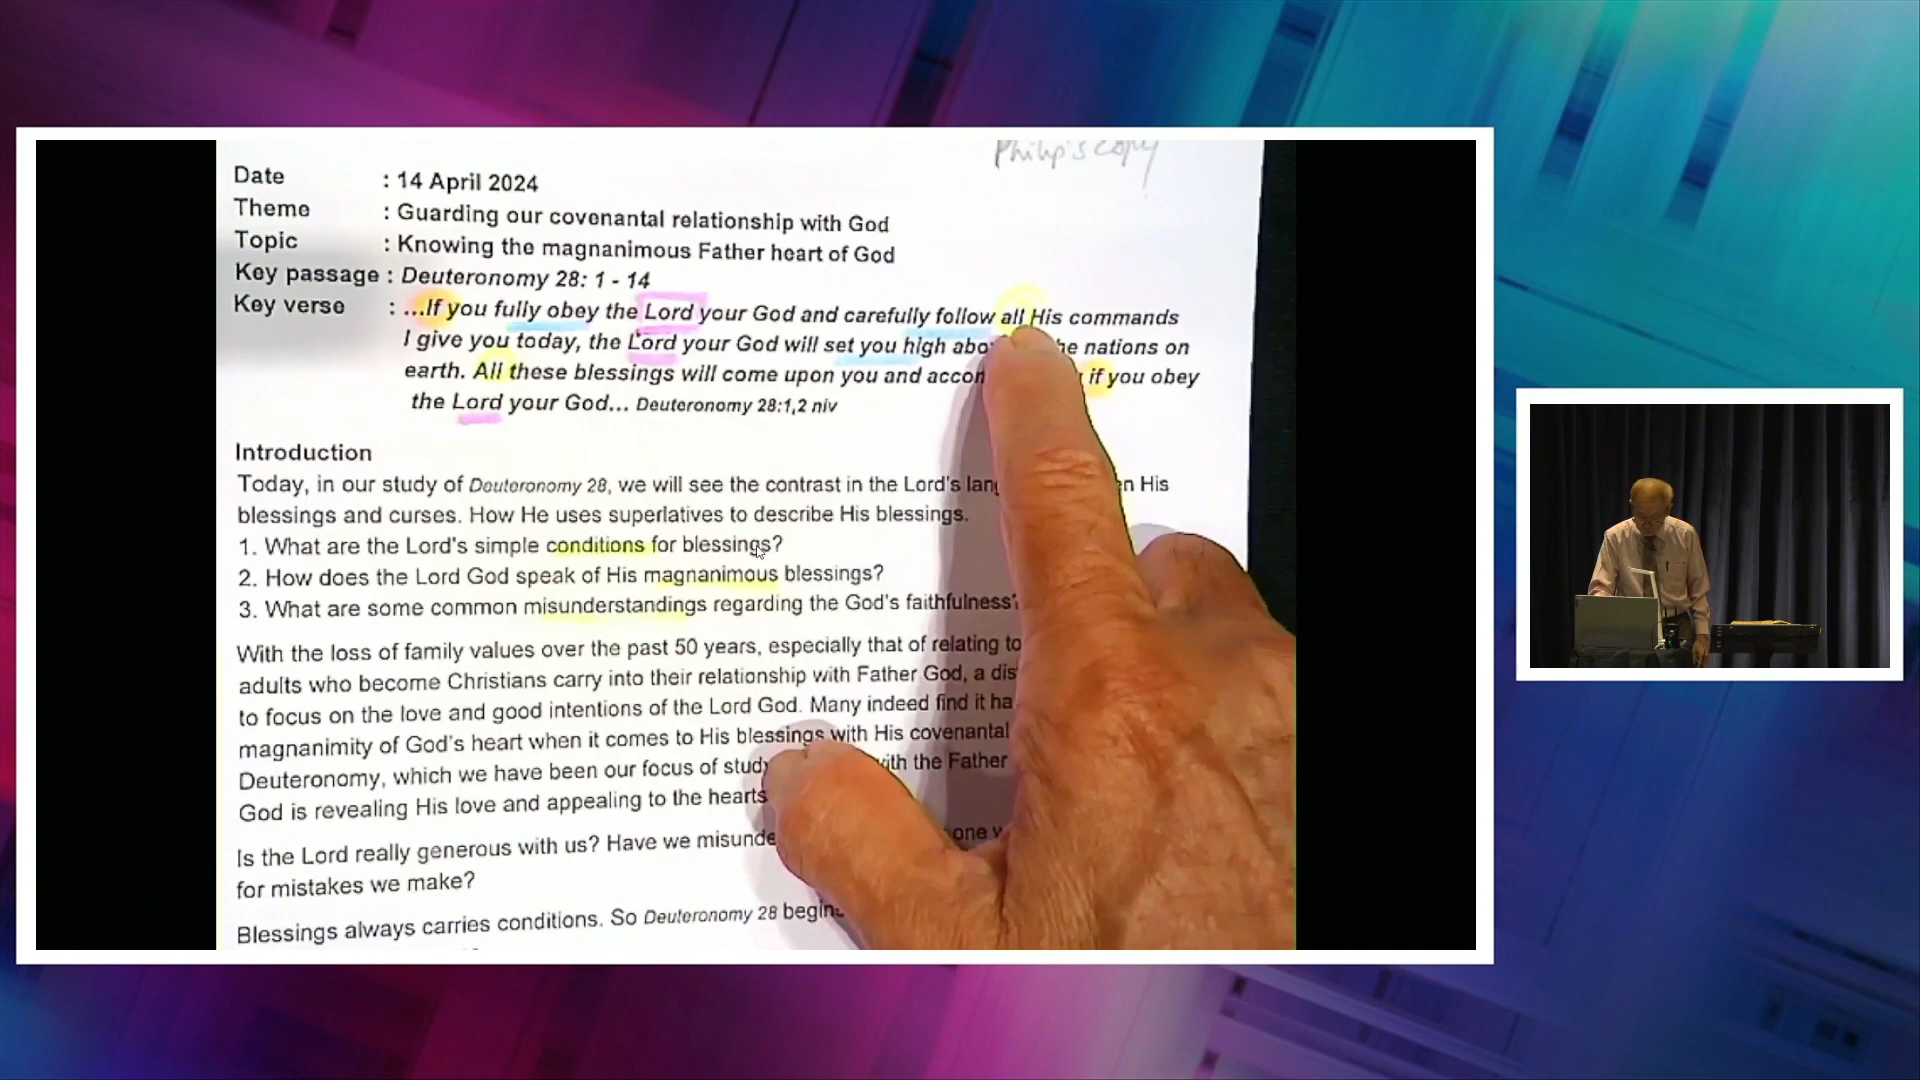 Philip's copy
Date : 14 April 2024
Theme : Guarding our covenantal relationship with God
Topic : Knowing the magnanimous Father heart of God
Key passage : Deuteronomy 28: 1 - 14
Key verse : ...If you fully obey the Lord your God and carefully follow all His commands
I give you today, the Lord your God will set you high nations on
earth. All these blessings will come upon you and if you obey
the Lord your God... Deuteronomy 28:1,2 niv
Introduction
Today, in our study of Deuteronomy 28, we will see the contrast in the Lord's His
blessings and curses. How He uses superlatives to describe His blessings.
1. What are the Lord's simple conditions for blessings?
2. How does the Lord God speak of His magnanimous blessings?
3. What are some common misunderstandings regarding the God's faithfulness?
With the loss of family values over the past 50 years, especially that of relating to
adults who become Christians carry into their relationship with Father God, a
to focus on the love and good intentions of the Lord God. Many indeed find it
magnanimity of God's heart when it comes to His blessings with His covenantal
Deuteronomy, which we have been our focus of study with the Father
God is revealing His love and appealing to the hearts
Is the Lord really generous with us? Have we one
for mistakes we make?
Blessings always carries conditions. So Deuteronomy 28 begins